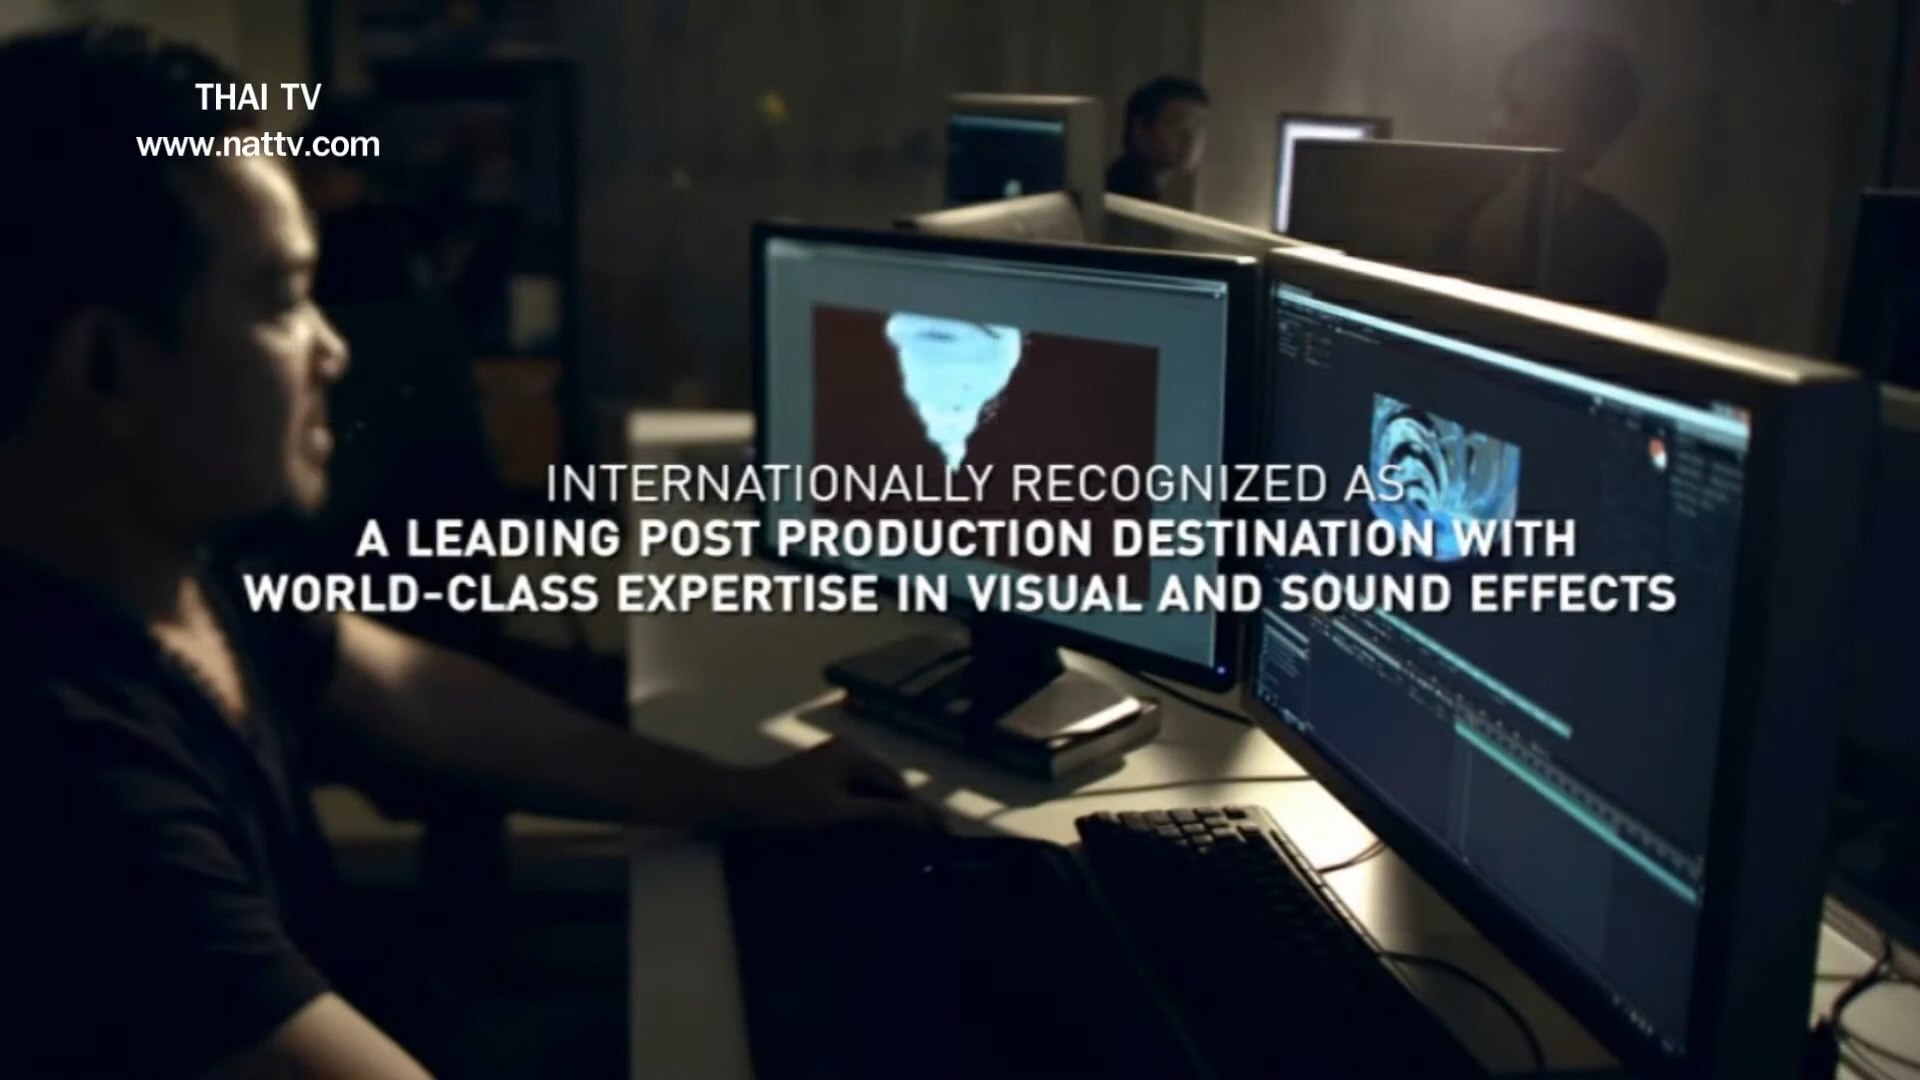 THAI TV
www.nattv.com
INTERNATIONALLY RECOGNIZED AS
A LEADING POST PRODUCTION DESTINATION WITH
WORLD-CLASS EXPERTISE IN VISUAL AND SOUND EFFECTS